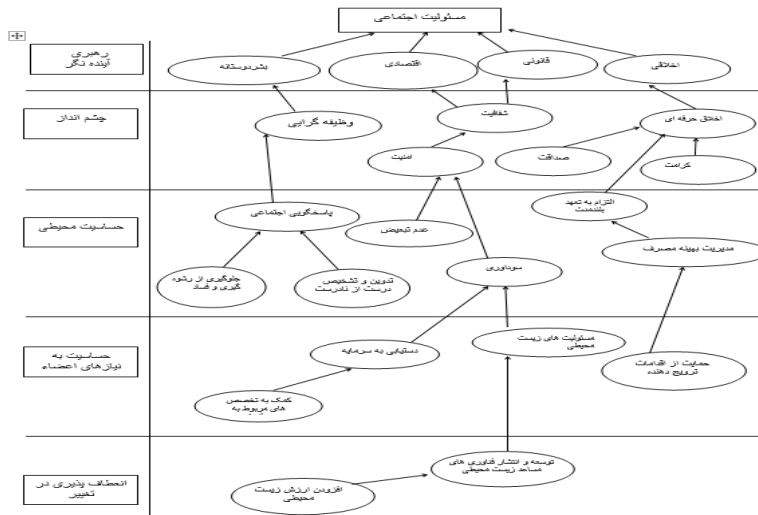 مسئولیت اجتماعی
رهبری
آینده نگر
اخلاقی
قانونی
اقتصادی
بشردوستانه
چشم انداز
اخلاق حرفه ای
شفافیت
وظیفه گرایی
کرامت
صداقت
امنیت
حساسیت محیطی
التزام به تعهد
بلندمدت
پاسخگویی اجتماعی
عدم تبعیض
مدیریت بهینه مصرف
سودآوری
تدوین و تشخیص
درست از نادرست
جلوگیری از رشوه
گیری و فساد
حساسیت به
نیازهای اعضاء
مسئولیت های زیست
محیطی
دستیابی به سرمایه
حمایت از اقدامات
ترویج دهنده
کمک به تخصص
های مربوط به
انعطاف پذیری در
تغییر
توسعه و انتشار فناوری های
مساعد زیست محیطی
افزودن ارزش زیست
محیطی